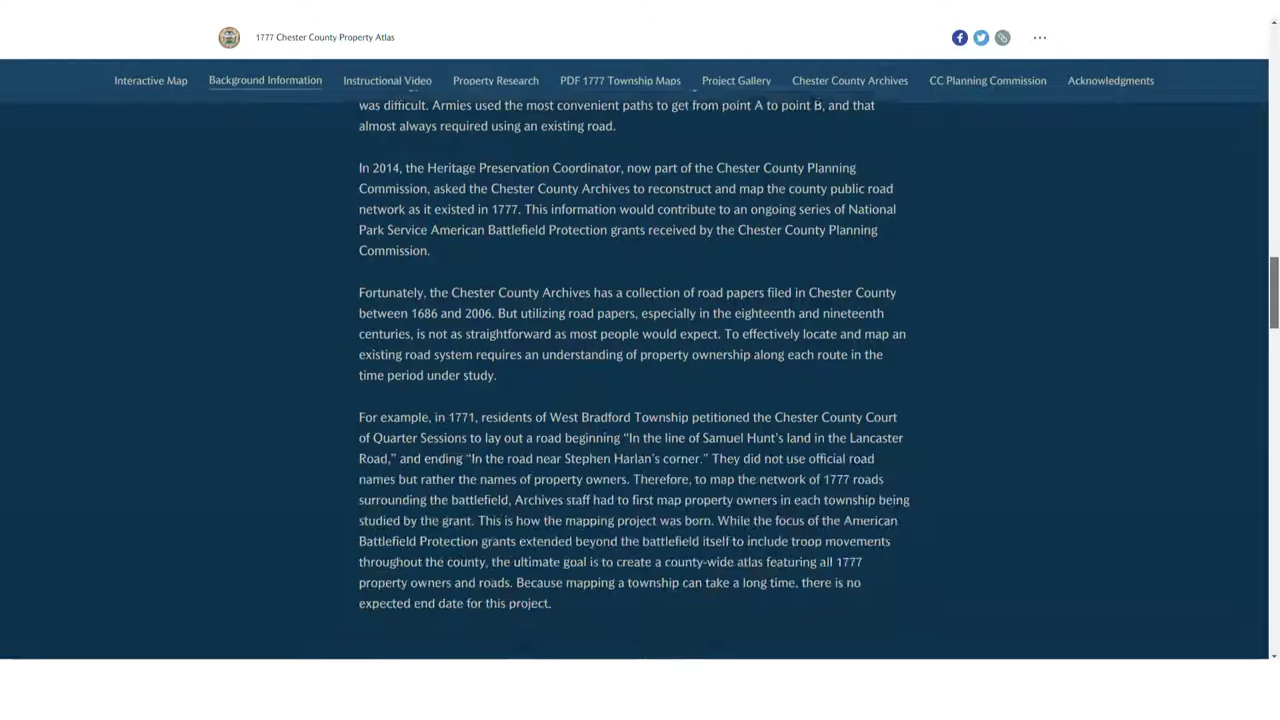 1777 Chester County Property Atlas
Interactive Map Background Information Instructional Video Property Research PDF 1777 Township Maps Project Gallery Chester County Archives CC Planning Commission Acknowledgments
was difficult. Armies used the most convenient paths to get from point A to point B, and that
almost always required using an existing road.
In 2014, the Heritage Preservation Coordinator, now part of the Chester County Planning
Commission, asked the Chester County Archives to reconstruct and map the county public road
network as it existed in 1777. This information would contribute to an ongoing series of National
Park Service American Battlefield Protection grants received by the Chester County Planning
Commission.
Fortunately, the Chester County Archives has a collection of road papers filed in Chester County
between 1686 and 2006. But utilizing road papers, especially in the eighteenth and nineteenth
centuries, is not as straightforward as most people would expect. To effectively locate and map an
existing road system requires an understanding of property ownership along each route in the
time period under study.
For example, in 1771, residents of West Bradford Township petitioned the Chester County Court
of Quarter Sessions to lay out a road beginning “In the line of Samuel Hunt’s land in the Lancaster
Road,” and ending “In the road near Stephen Harlan’s corner.” They did not use official road
names but rather the names of property owners. Therefore, to map the network of 1777 roads
surrounding the battlefield, Archives staff had to first map property owners in each township being
studied by the grant. This is how the mapping project was born. While the focus of the American
Battlefield Protection grants extended beyond the battlefield itself to include troop movements
throughout the county, the ultimate goal is to create a county-wide atlas featuring all 1777
property owners and roads. Because mapping a township can take a long time, there is no
expected end date for this project.